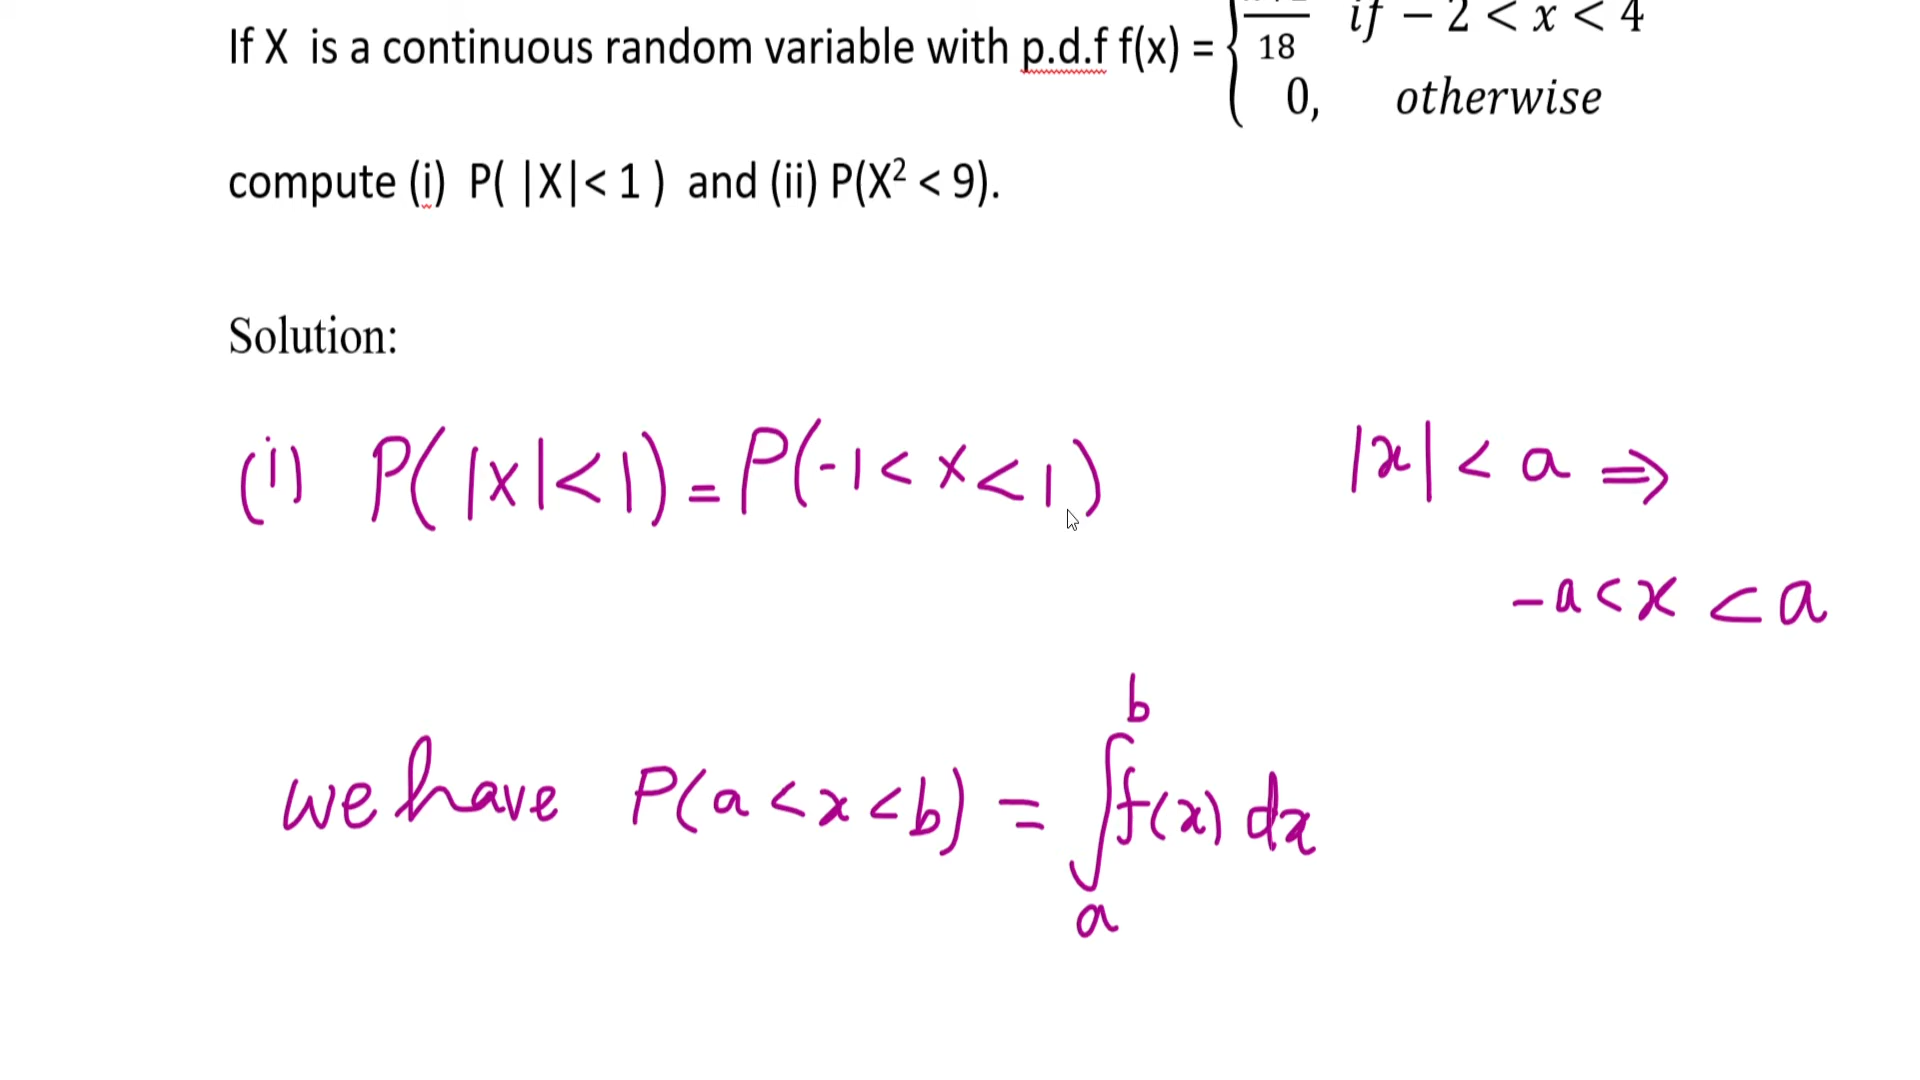 If X is a continuous random variable with p.d.f f(x) = { /18 if − 2 < x < 4
0, otherwise
compute (i) P( |X|< 1 ) and (ii) P(X² < 9).
Solution:
(i) P(|X|<1) = P(-1<X<1) |x| < a ⇒
-a<x<a
we have P(a<x<b) = ∫ₐᵇ f(x) dx